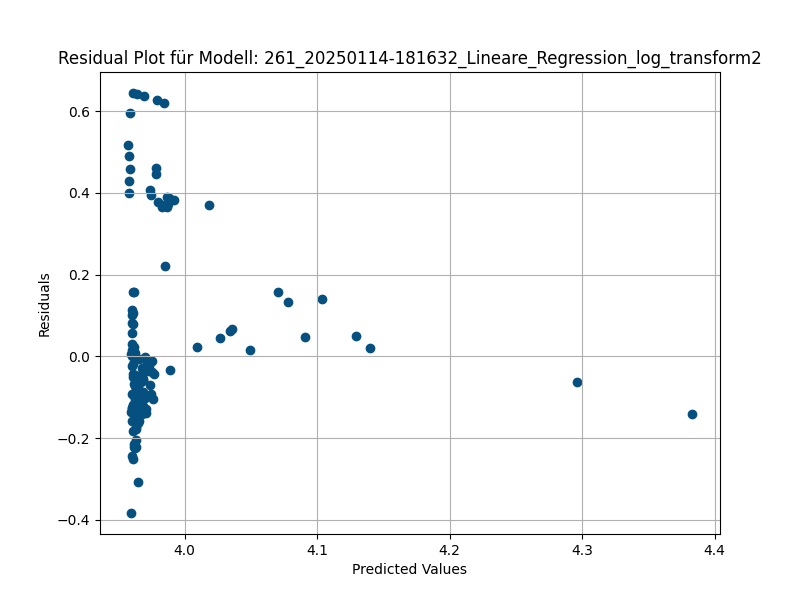 Residual Plot für Modell: 261_20250114-181632_Lineare_Regression_log_transform2
0.6
0.4
0.2
0.0
−0.2
−0.4
Residuals
4.0 4.1 4.2 4.3 4.4
Predicted Values